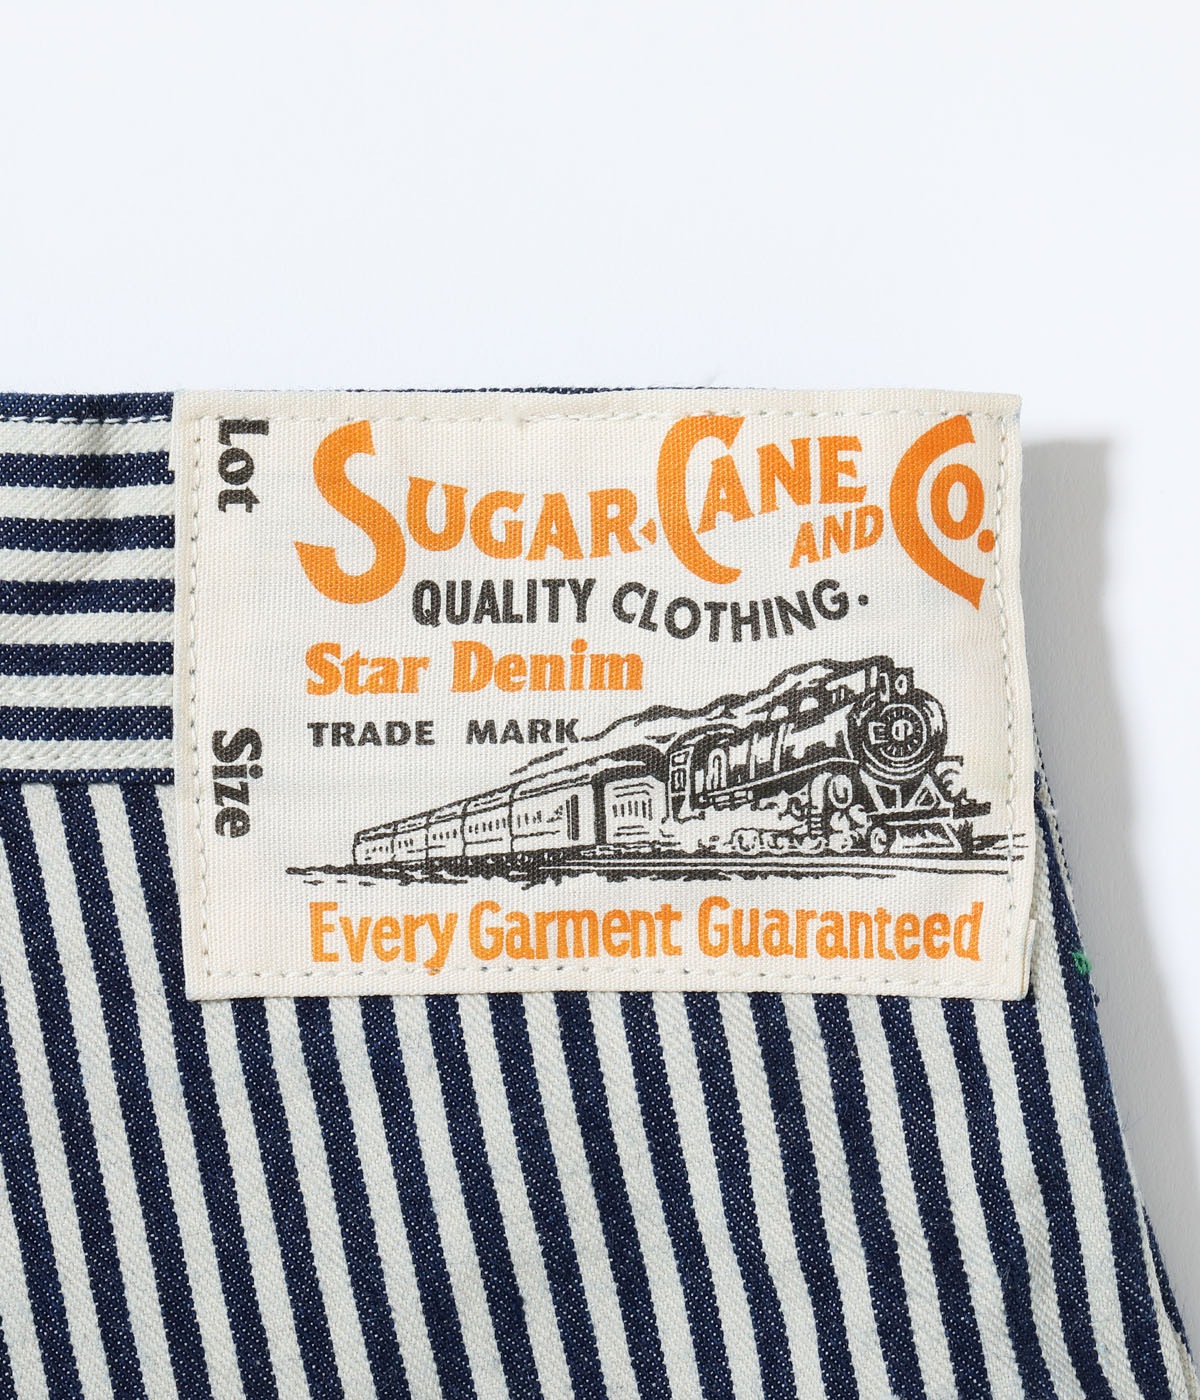 Lot
Size
SUGAR CANE AND CO.
QUALITY CLOTHING.
Star Denim
TRADE MARK
Every Garment Guaranteed